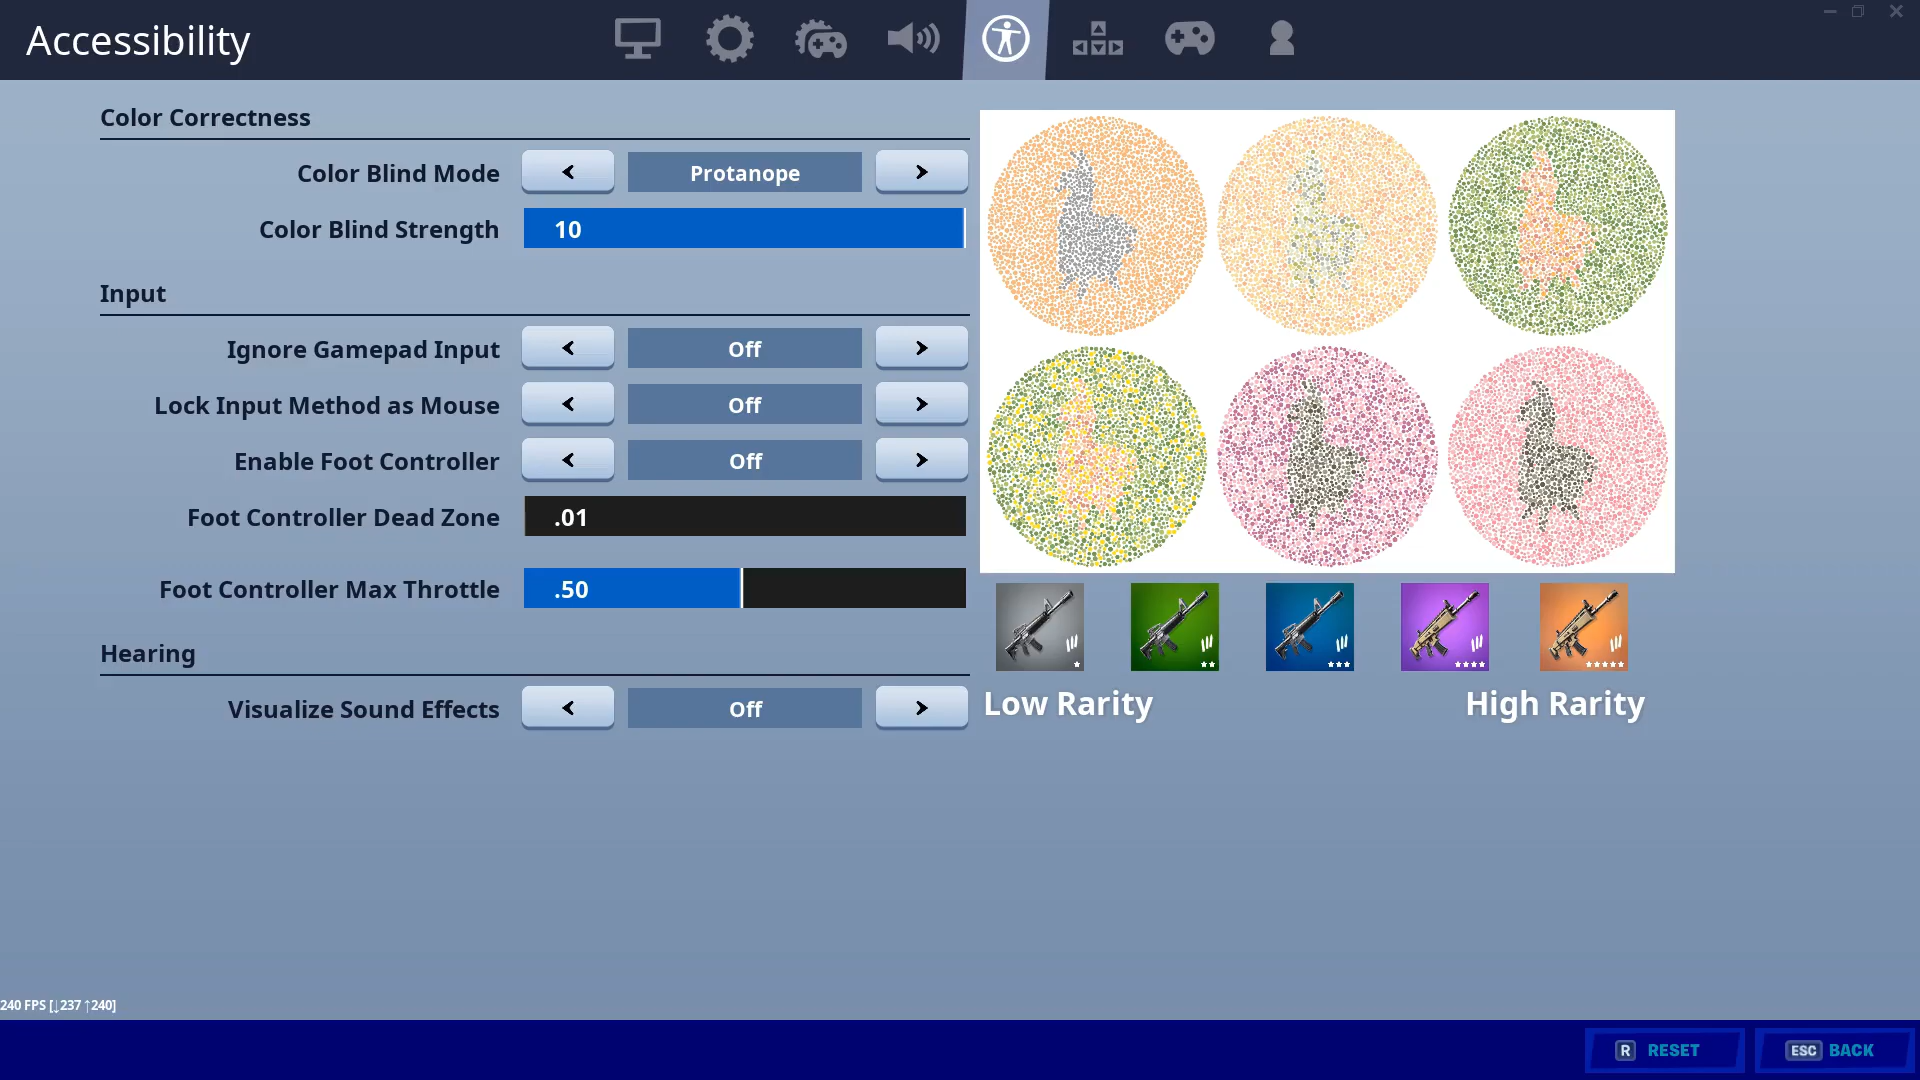 Accessibility
Color Correctness
Color Blind Mode
Protanope
Color Blind Strength
10
Input
Ignore Gamepad Input
Off
Lock Input Method as Mouse
Off
Enable Foot Controller
Off
Foot Controller Dead Zone
.01
Foot Controller Max Throttle
.50
Hearing
Visualize Sound Effects
Off
Low Rarity
High Rarity
240 FPS [↓237 ↑240]
R RESET
ESC BACK